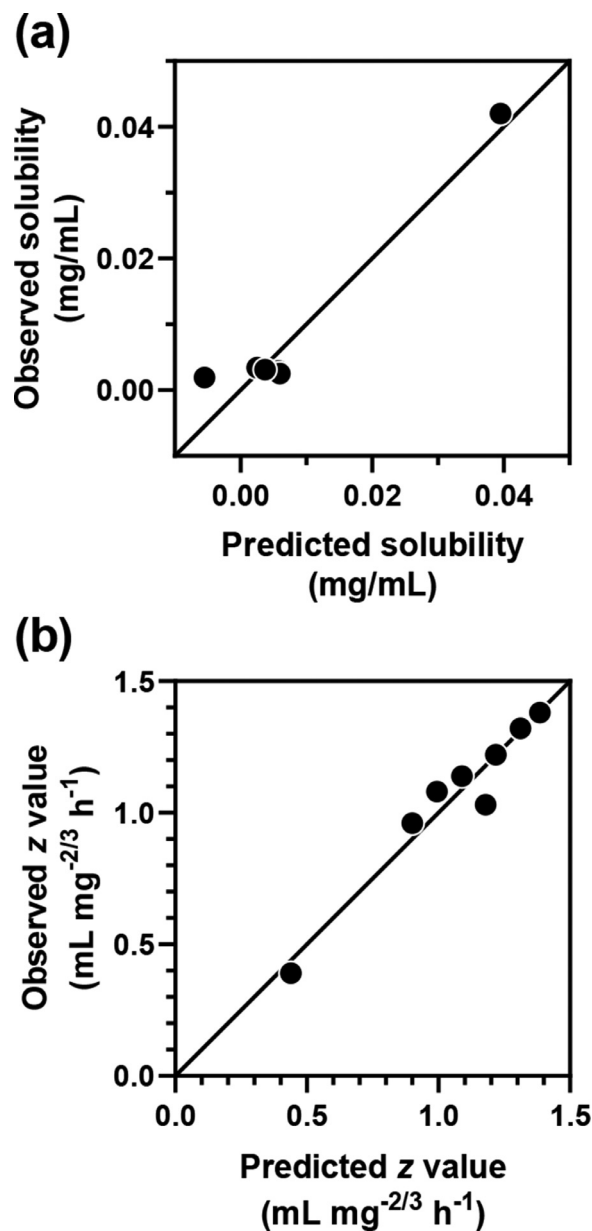 (a)
Observed solubility
(mg/mL)
0.04
0.02
0.00
0.00 0.02 0.04
Predicted solubility
(mg/mL)
(b)
Observed z value
(mL mg-2/3 h-1)
1.5
1.0
0.5
0.0
0.0 0.5 1.0 1.5
Predicted z value
(mL mg-2/3 h-1)